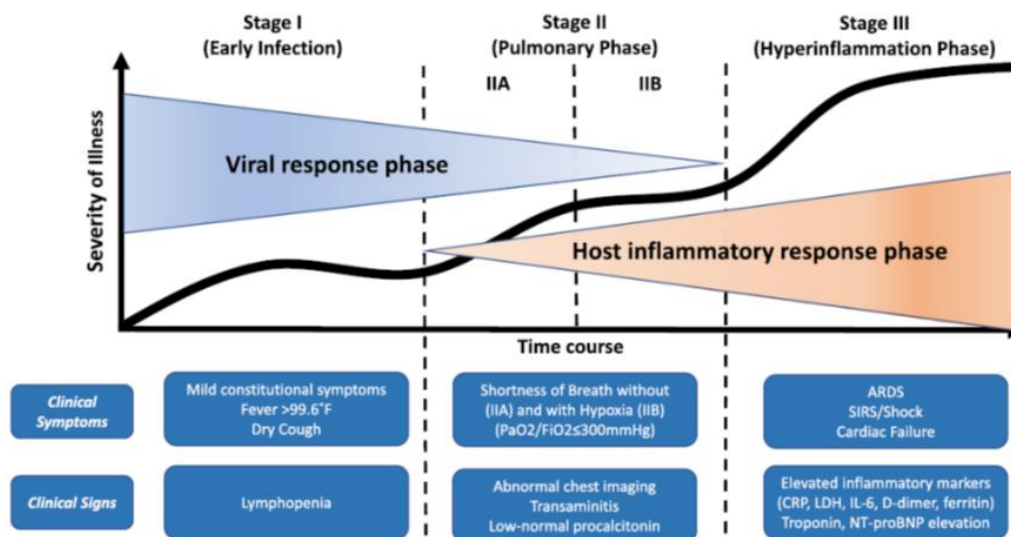 Stage I
(Early Infection)
Stage II
(Pulmonary Phase)
Stage III
(Hyperinflammation Phase)
IIA
IIB
Severity of Illness
Viral response phase
Host inflammatory response phase
Time course
Clinical
Symptoms
Mild constitutional symptoms
Fever >99.6°F
Dry Cough
Shortness of Breath without
(IIA) and with Hypoxia (IIB)
(PaO2/FiO2≤300mmHg)
ARDS
SIRS/Shock
Cardiac Failure
Clinical Signs
Lymphopenia
Abnormal chest imaging
Transaminitis
Low-normal procalcitonin
Elevated inflammatory markers
(CRP, LDH, IL-6, D-dimer, ferritin)
Troponin, NT-proBNP elevation